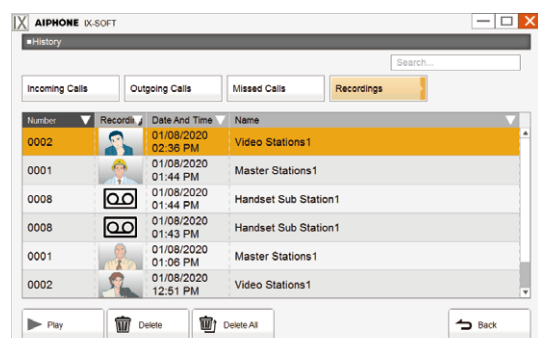 IX AIPHONE IX-SOFT
■History
Search...
Incoming Calls Outgoing Calls Missed Calls Recordings
Number Recordin Date And Time Name
0002 01/08/2020 02:36 PM Video Stations1
0001 01/08/2020 01:44 PM Master Stations1
0008 01/08/2020 01:44 PM Handset Sub Station1
0008 01/08/2020 01:43 PM Handset Sub Station1
0001 01/08/2020 01:06 PM Master Stations1
0002 01/08/2020 12:51 PM Video Stations1
Play Delete Delete All Back